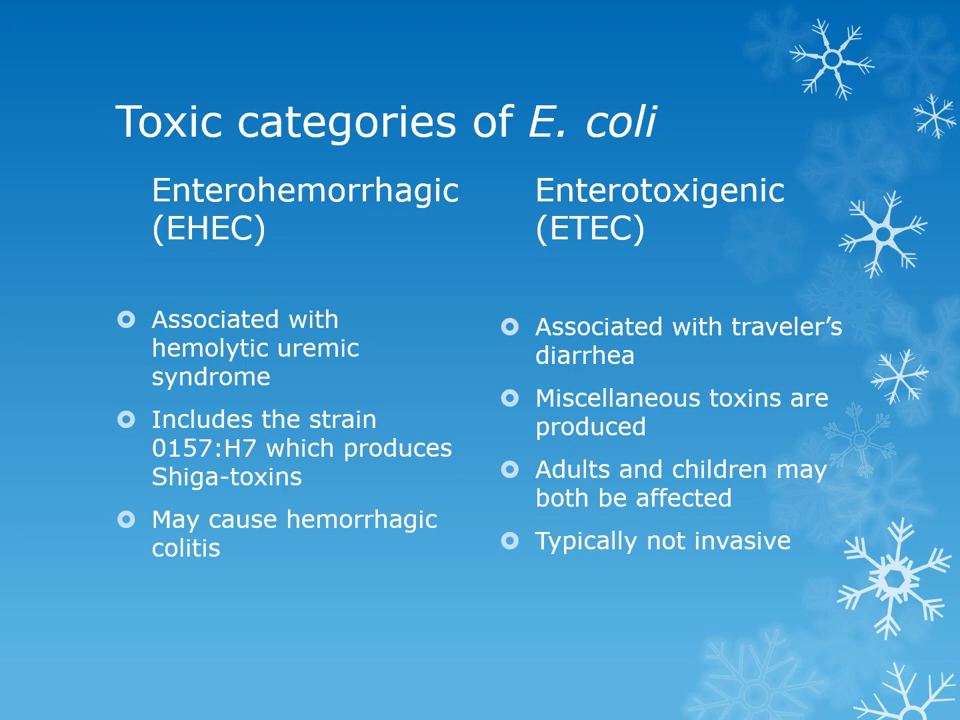 Toxic categories of E. coli
Enterohemorrhagic
(EHEC)
Associated with
hemolytic uremic
syndrome
Includes the strain
0157:H7 which produces
Shiga-toxins
May cause hemorrhagic
colitis
Enterotoxigenic
(ETEC)
Associated with traveler’s
diarrhea
Miscellaneous toxins are
produced
Adults and children may
both be affected
Typically not invasive